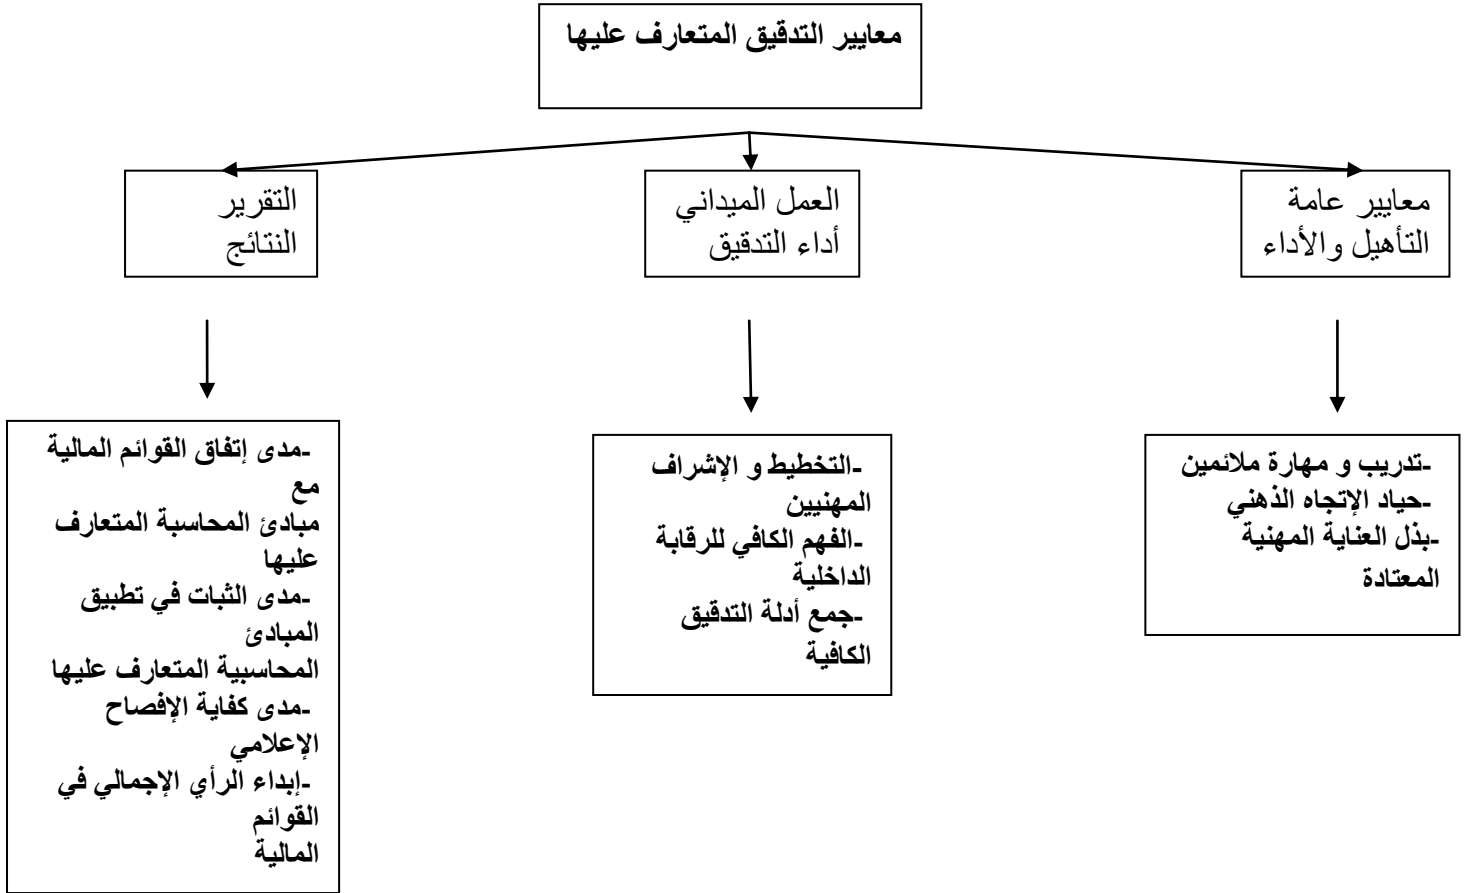 معايير التدقيق المتعارف عليها
معايير عامة
التأهيل والأداء
العمل الميداني
أداء التدقيق
التقرير
النتائج
-تدريب و مهارة ملائمين
-حياد الإتجاه الذهني
-بذل العناية المهنية
المعتادة
-التخطيط و الإشراف
المهنيين
-الفهم الكافي للرقابة
الداخلية
-جمع أدلة التدقيق
الكافية
-مدى إتفاق القوائم المالية
مع
مبادئ المحاسبة المتعارف
عليها
-مدى الثبات في تطبيق
المبادئ
المحاسبية المتعارف عليها
-مدى كفاية الإفصاح
الإعلامي
-إبداء الرأي الإجمالي في
القوائم
المالية